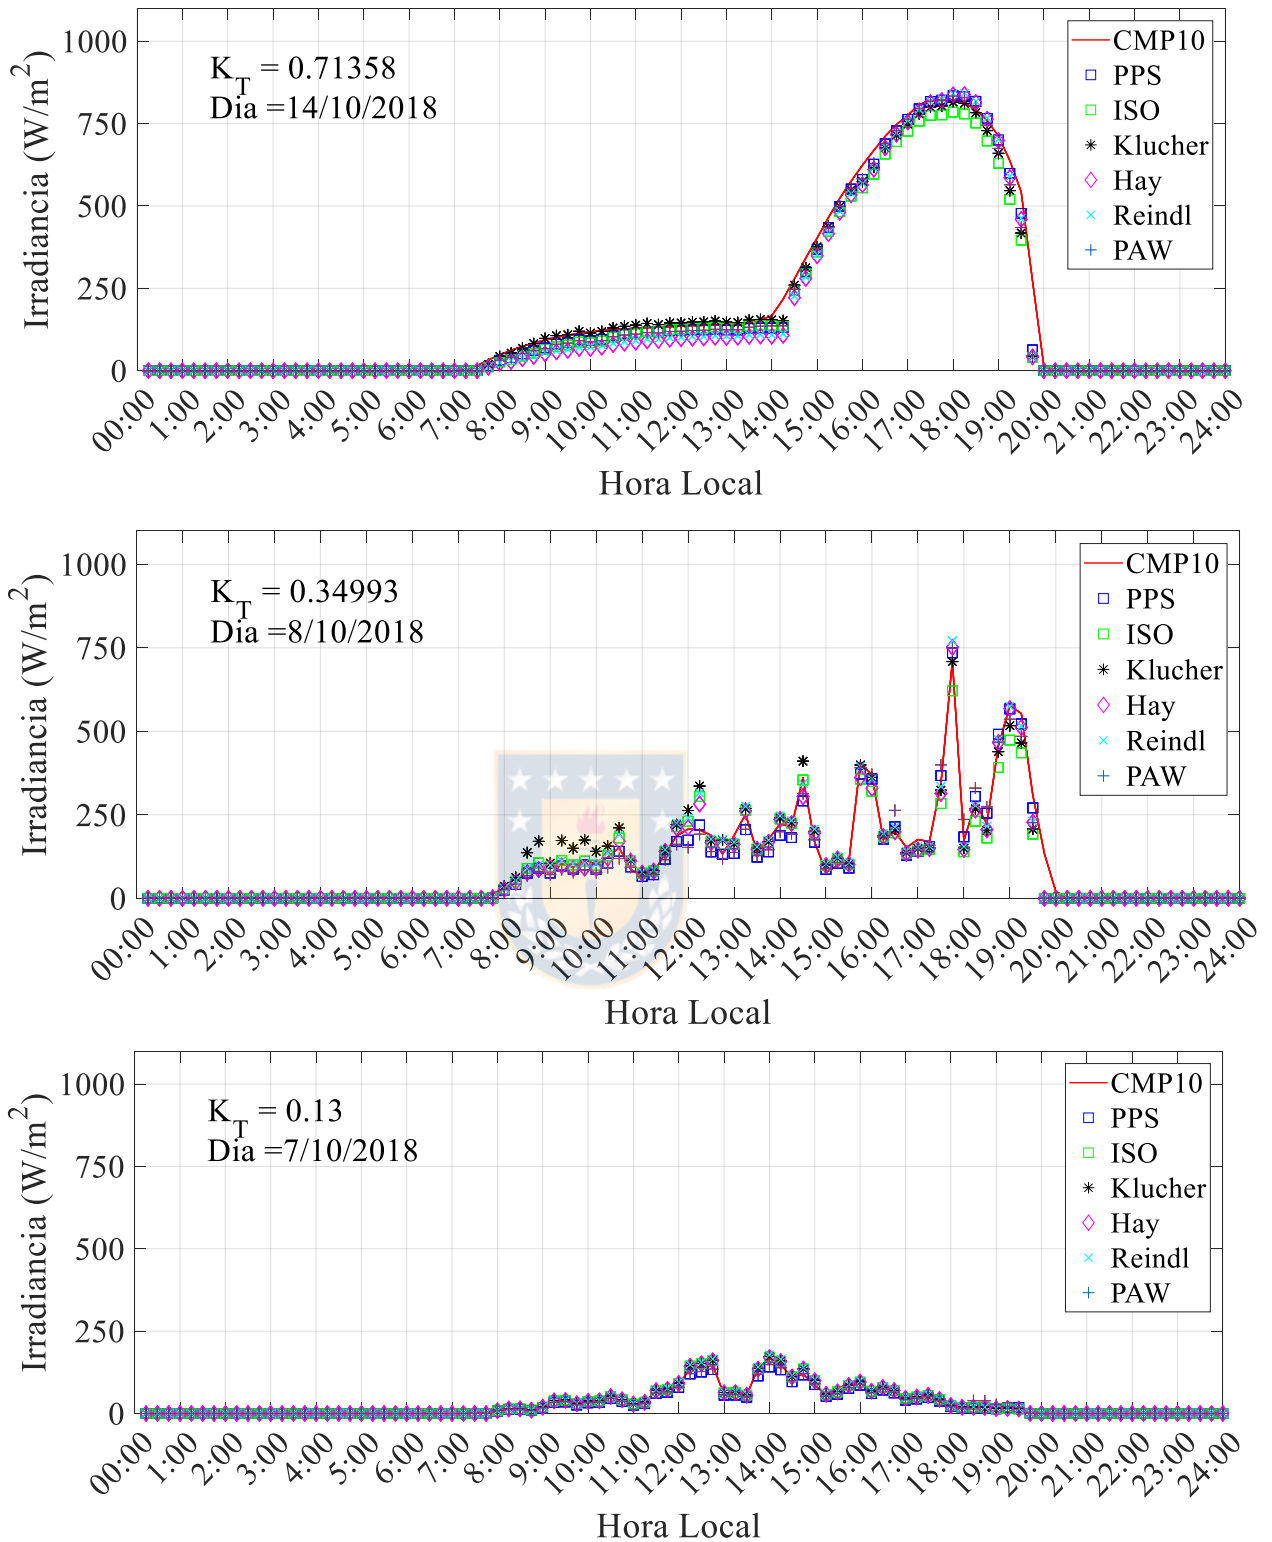 1000
750
500
250
0
Irradiancia (W/m2)
KT = 0.71358
Dia =14/10/2018
CMP10
PPS
ISO
Klucher
Hay
Reindl
PAW
00:00 1:00 2:00 3:00 4:00 5:00 6:00 7:00 8:00 9:00 10:00 11:00 12:00 13:00 14:00 15:00 16:00 17:00 18:00 19:00 20:00 21:00 22:00 23:00 24:00
Hora Local
1000
750
500
250
0
Irradiancia (W/m2)
KT = 0.34993
Dia =8/10/2018
CMP10
PPS
ISO
Klucher
Hay
Reindl
PAW
00:00 1:00 2:00 3:00 4:00 5:00 6:00 7:00 8:00 9:00 10:00 11:00 12:00 13:00 14:00 15:00 16:00 17:00 18:00 19:00 20:00 21:00 22:00 23:00 24:00
Hora Local
1000
750
500
250
0
Irradiancia (W/m2)
KT = 0.13
Dia =7/10/2018
CMP10
PPS
ISO
Klucher
Hay
Reindl
PAW
00:00 1:00 2:00 3:00 4:00 5:00 6:00 7:00 8:00 9:00 10:00 11:00 12:00 13:00 14:00 15:00 16:00 17:00 18:00 19:00 20:00 21:00 22:00 23:00 24:00
Hora Local